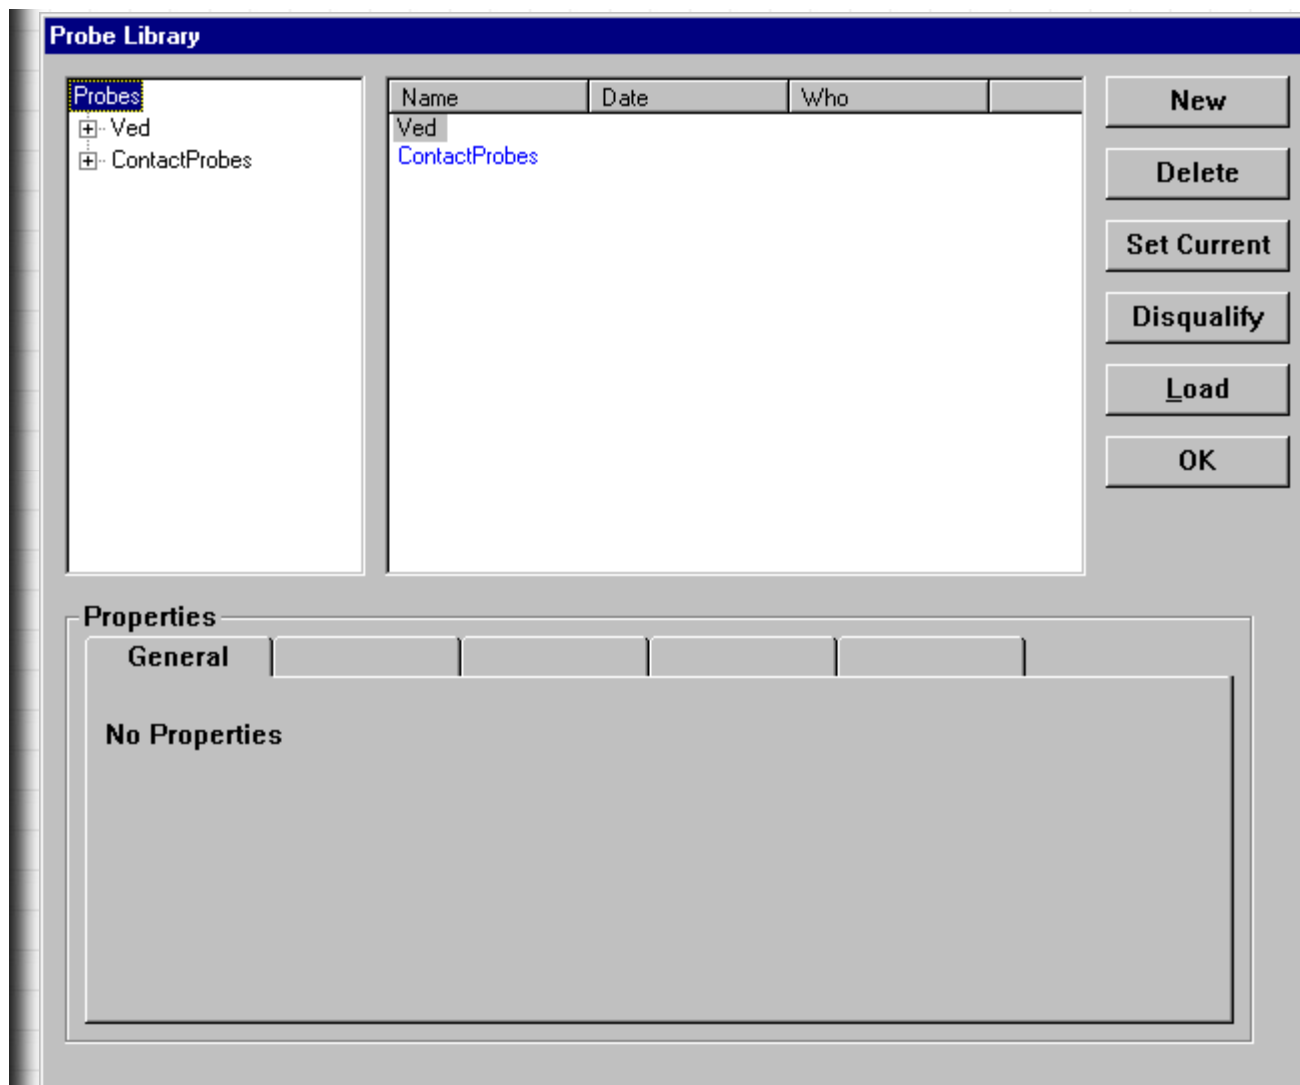 Probe Library
Probes
Ved
ContactProbes
Name Date Who
Ved
ContactProbes
New
Delete
Set Current
Disqualify
Load
OK
Properties
General
No Properties